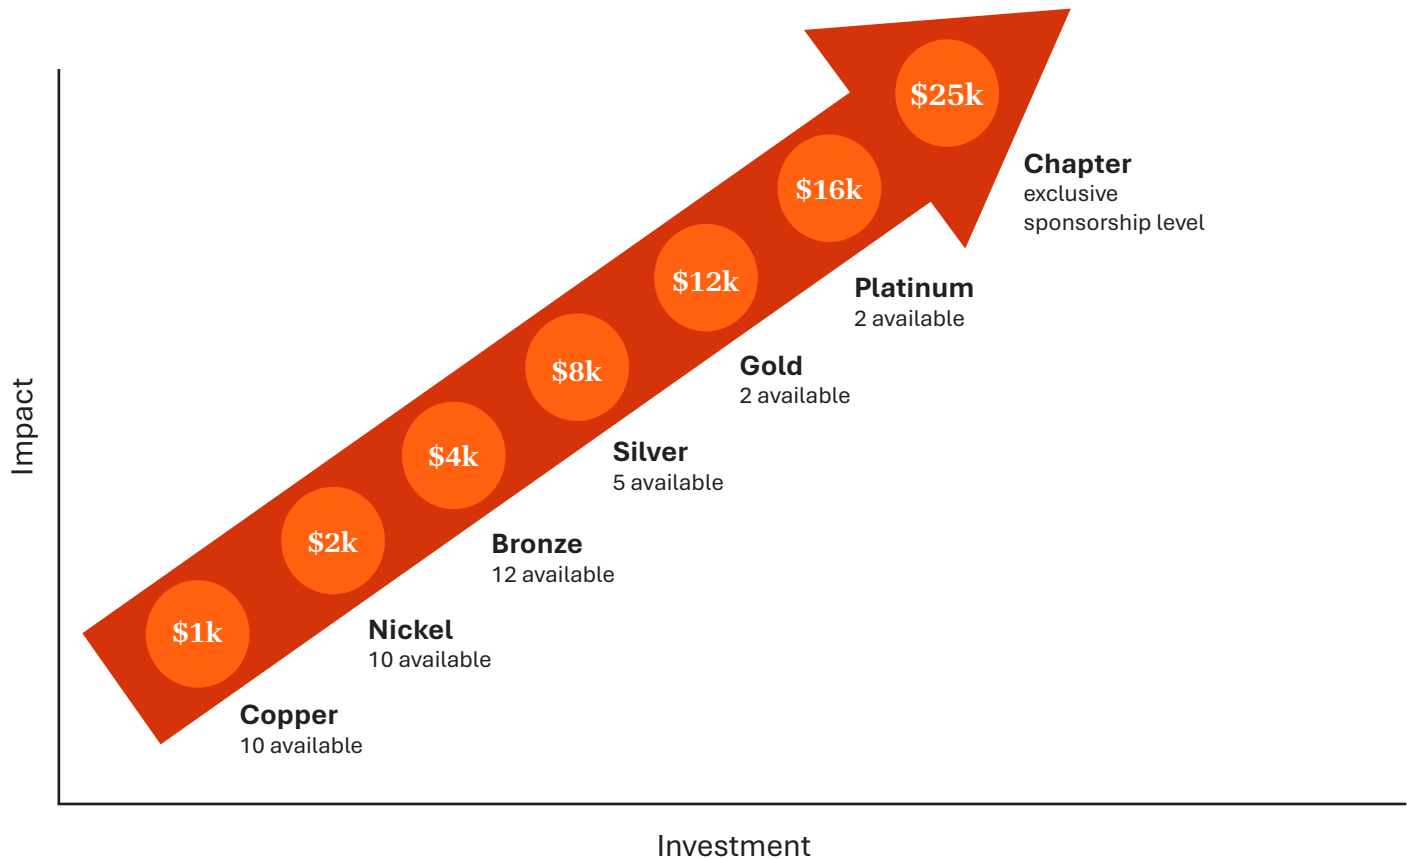 $25k
Chapter
exclusive
sponsorship level
$16k
Platinum
2 available
$12k
Gold
2 available
$8k
Silver
5 available
$4k
Bronze
12 available
$2k
Nickel
10 available
$1k
Copper
10 available
Impact
Investment